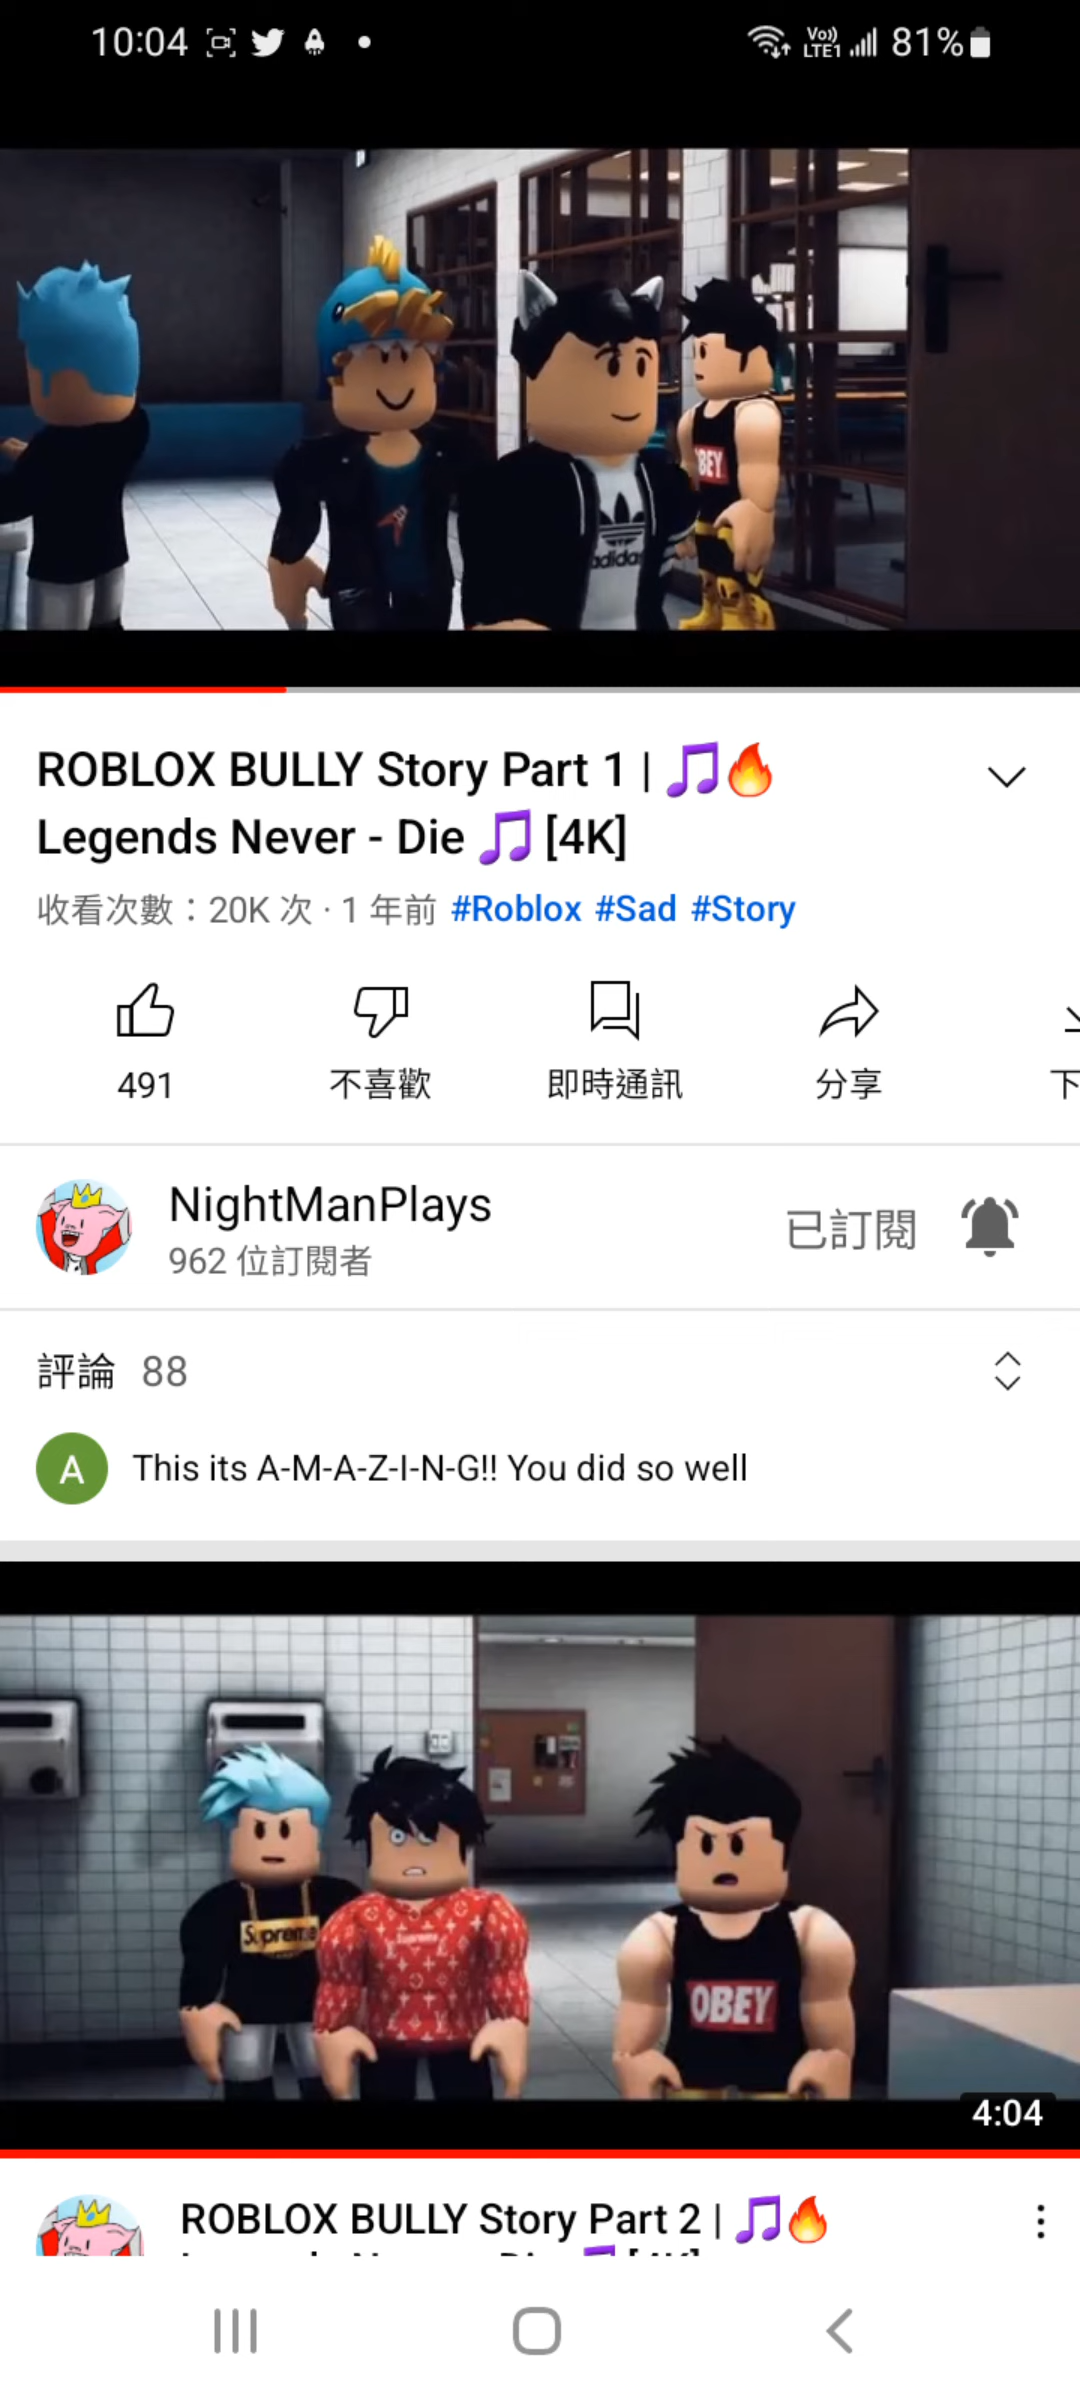 10:04
Vo))
LTE1
81%
BEY
adidas
ROBLOX BULLY Story Part 1 | 🎵🔥
Legends Never - Die 🎵 [4K]
收看次數：20K 次 · 1 年前 #Roblox #Sad #Story
491
不喜歡
即時通訊
分享
下
NightManPlays
962 位訂閱者
已訂閱
評論 88
A
This its A-M-A-Z-I-N-G!! You did so well
Supreme
Supreme
OBEY
4:04
ROBLOX BULLY Story Part 2 | 🎵🔥